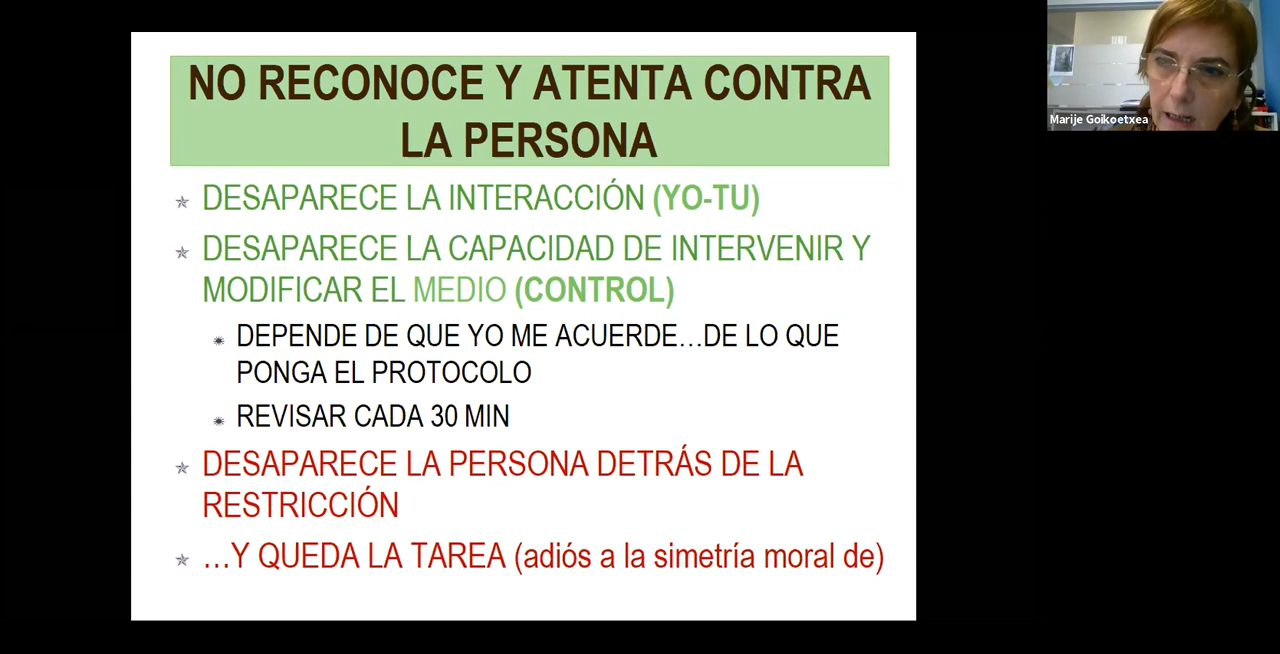 NO RECONOCE Y ATENTA CONTRA
LA PERSONA
DESAPARECE LA INTERACCIÓN (YO-TU)
DESAPARECE LA CAPACIDAD DE INTERVENIR Y
MODIFICAR EL MEDIO (CONTROL)
DEPENDE DE QUE YO ME ACUERDE…DE LO QUE
PONGA EL PROTOCOLO
REVISAR CADA 30 MIN
DESAPARECE LA PERSONA DETRÁS DE LA
RESTRICCIÓN
…Y QUEDA LA TAREA (adiós a la simetría moral de)
Marije Goikoetxea